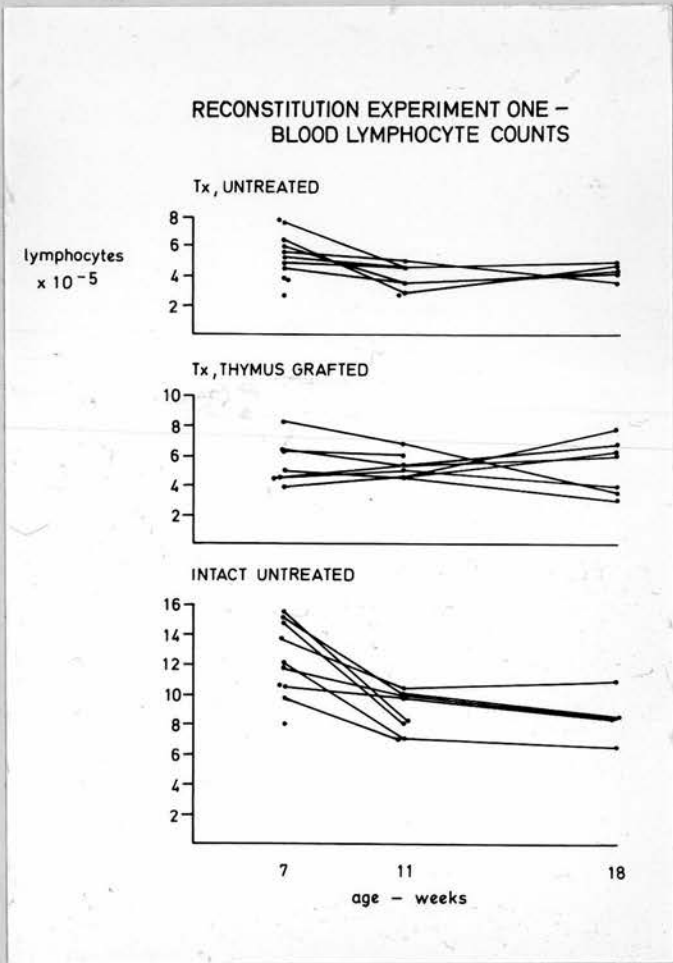 RECONSTITUTION EXPERIMENT ONE –
BLOOD LYMPHOCYTE COUNTS
Tx, UNTREATED
lymphocytes
x 10⁻⁵
8
6
4
2
Tx, THYMUS GRAFTED
10
8
6
4
2
INTACT UNTREATED
16
14
12
10
8
6
4
2
7 11 18
age – weeks